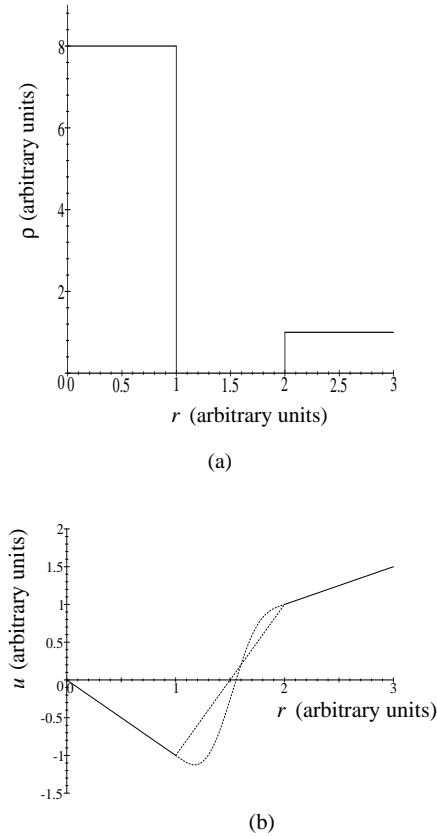 8
6
4
2
0
ρ (arbitrary units)
0 0.5 1 1.5 2 2.5 3
r (arbitrary units)
(a)
2
1.5
1
0.5
0
-0.5
-1
-1.5
u (arbitrary units)
0 1 2 3
r (arbitrary units)
(b)